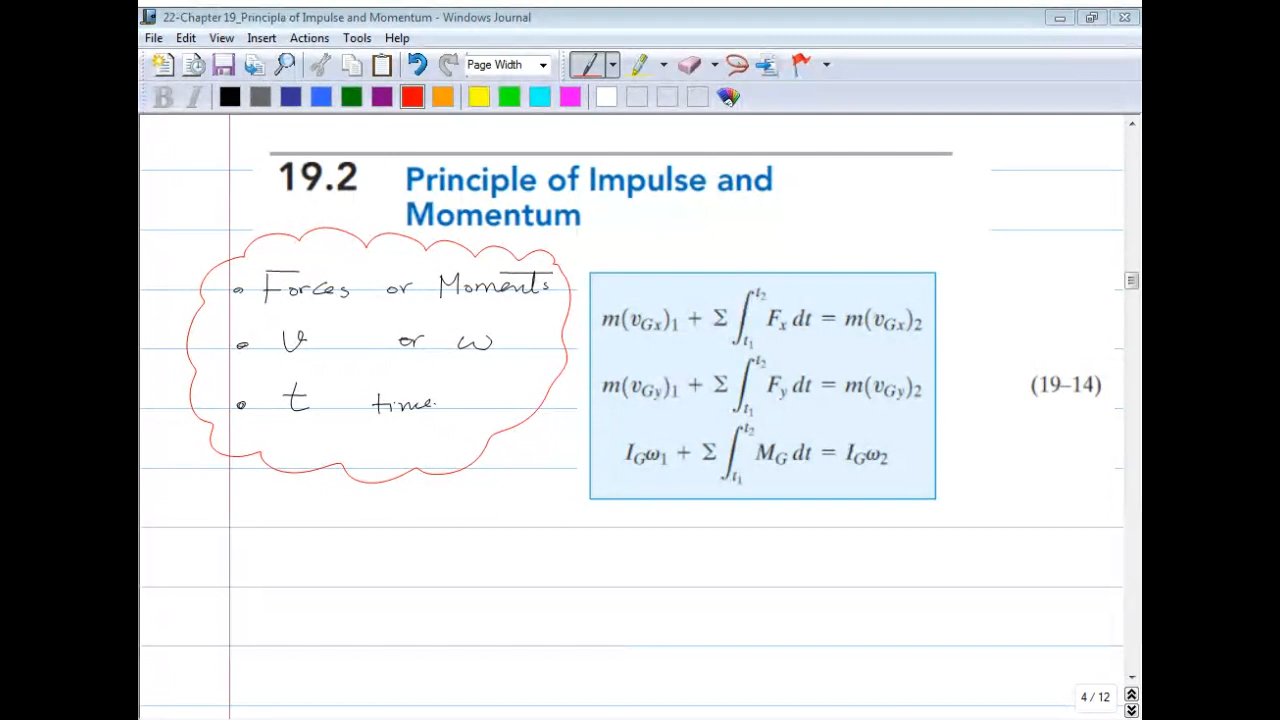 22-Chapter 19_Principla of Impulse and Momentum - Windows Journal
File Edit View Insert Actions Tools Help
Page Width
B I
19.2 Principle of Impulse and
Momentum
• Forces or Moments
• v or ω
• t time.
m(v_Gx)_1 + Σ ∫_{t_1}^{t_2} F_x dt = m(v_Gx)_2
m(v_Gy)_1 + Σ ∫_{t_1}^{t_2} F_y dt = m(v_Gy)_2
(19–14)
I_Gω_1 + Σ ∫_{t_1}^{t_2} M_G dt = I_Gω_2
4 / 12